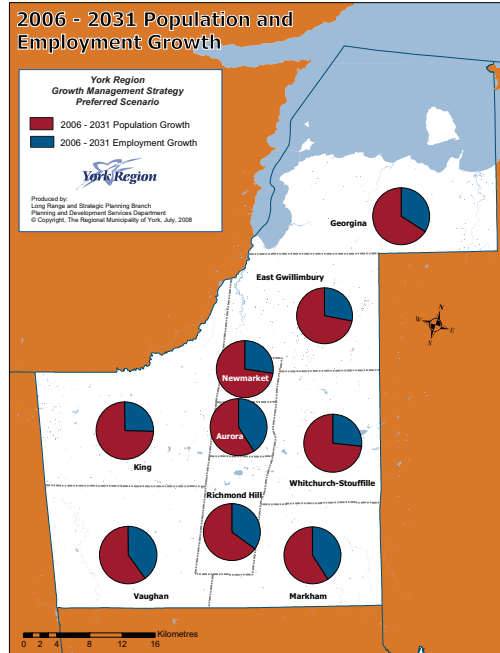 2006 - 2031 Population and
Employment Growth
York Region
Growth Management Strategy
Preferred Scenario
2006 - 2031 Population Growth
2006 - 2031 Employment Growth
York Region
Produced by:
Long Range and Strategic Planning Branch
Planning and Development Services Department
© Copyright, The Regional Municipality of York, July, 2008
Georgina
East Gwillimbury
N
W
E
S
Newmarket
Aurora
King
Whitchurch-Stouffille
Richmond Hill
Vaughan
Markham
Kilometres
0 2 4 8 12 16